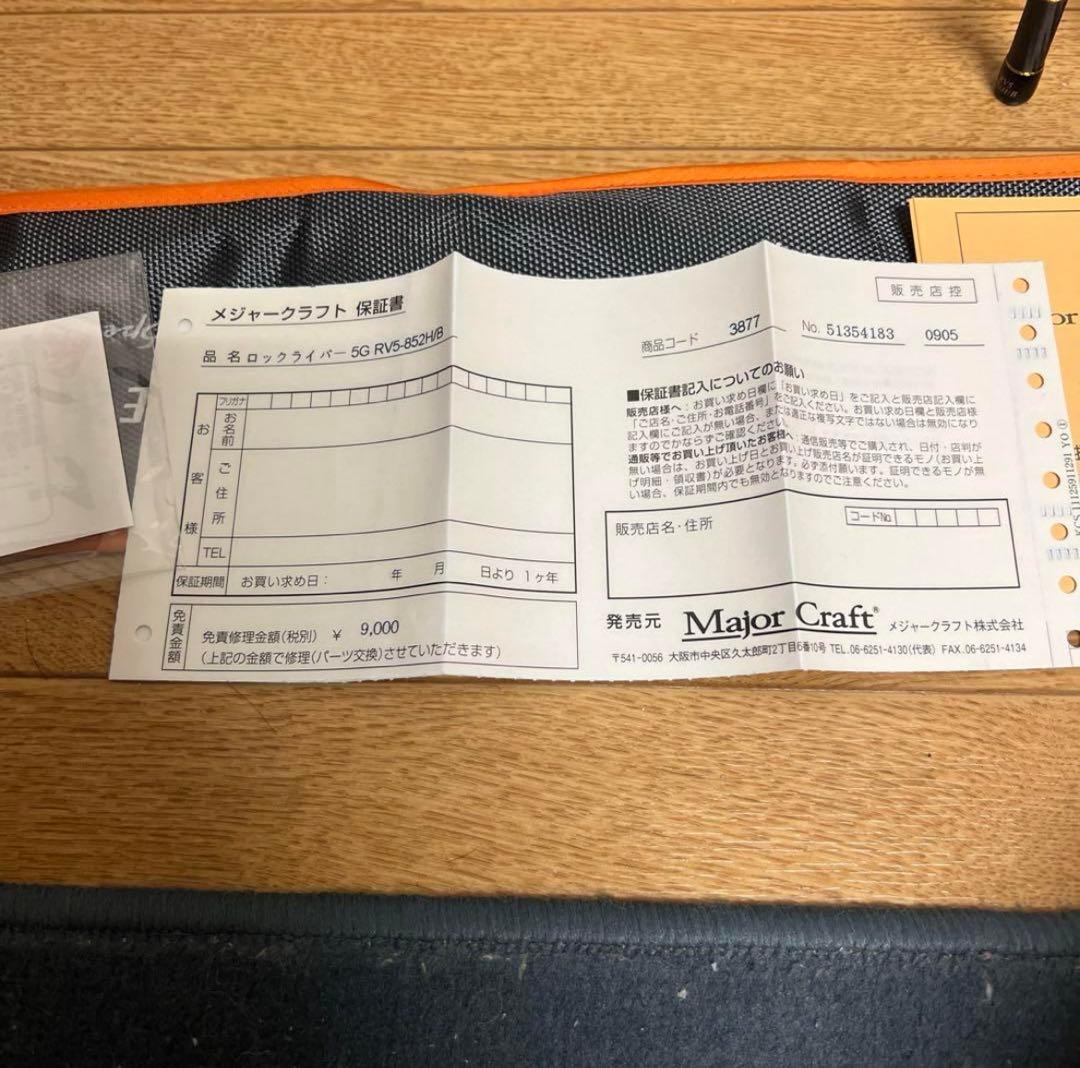 メジャークラフト 保証書
販売店控
品 名 ロックライバー 5G RV5-852H/B
商品コード 3877
No. 51354183 0905
お客様
フリガナ
お名前
ご住所
TEL
保証期間 お買い求め日： 年 月 日より 1ヶ年
免責金額
免責修理金額(税別) ￥ 9,000
(上記の金額で修理(パーツ交換)させていただきます)
■保証書記入についてのお願い
販売店様へ：お買い求め日欄に「お買い求め日」をご記入と販売店記入欄に
「ご店名・ご住所・お電話番号」をご記入ください。お買い求め日欄と販売店様
記入欄にご記入が無い場合、または適正な複写文字ではない場合は無効になり
ますのでかならずご確認ください。
通販等でお買い上げ頂いたお客様へ：通信販売等でご購入され、日付・店判が
無い場合は、お買い上げ日とお買い上げ販売店名が証明できるモノ(お買い上
げ明細・領収書)が必要となります。必ず添付願います。証明できるモノが無
い場合、保証期間内でも無効となりますのでご注意ください。
販売店名・住所
コードNo.
発売元 Major Craft® メジャークラフト株式会社
〒541-0056 大阪市中央区久太郎町2丁目6番10号 TEL.06-6251-4130(代表) FAX.06-6251-4134